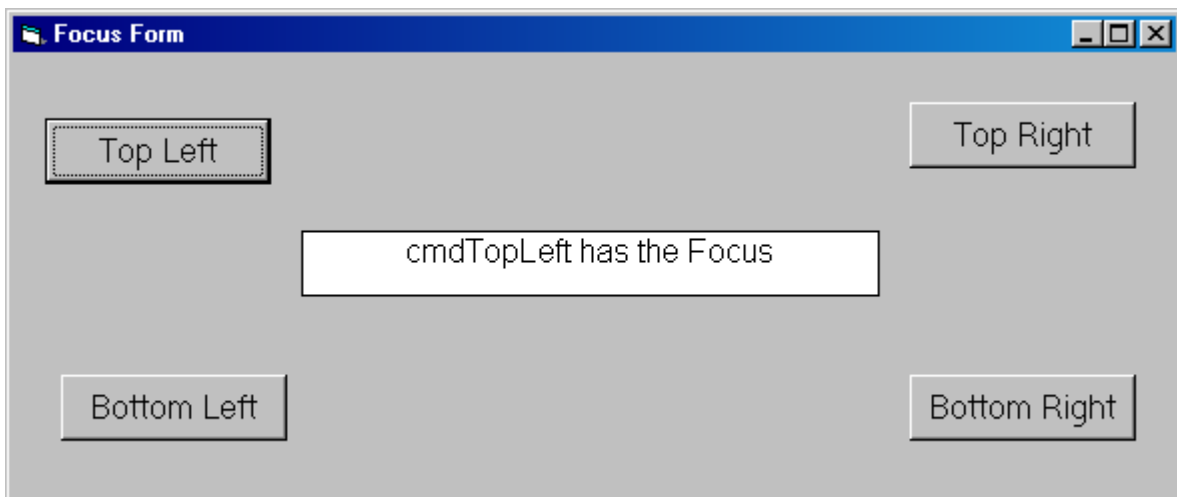 Focus Form
Top Left
Top Right
cmdTopLeft has the Focus
Bottom Left
Bottom Right